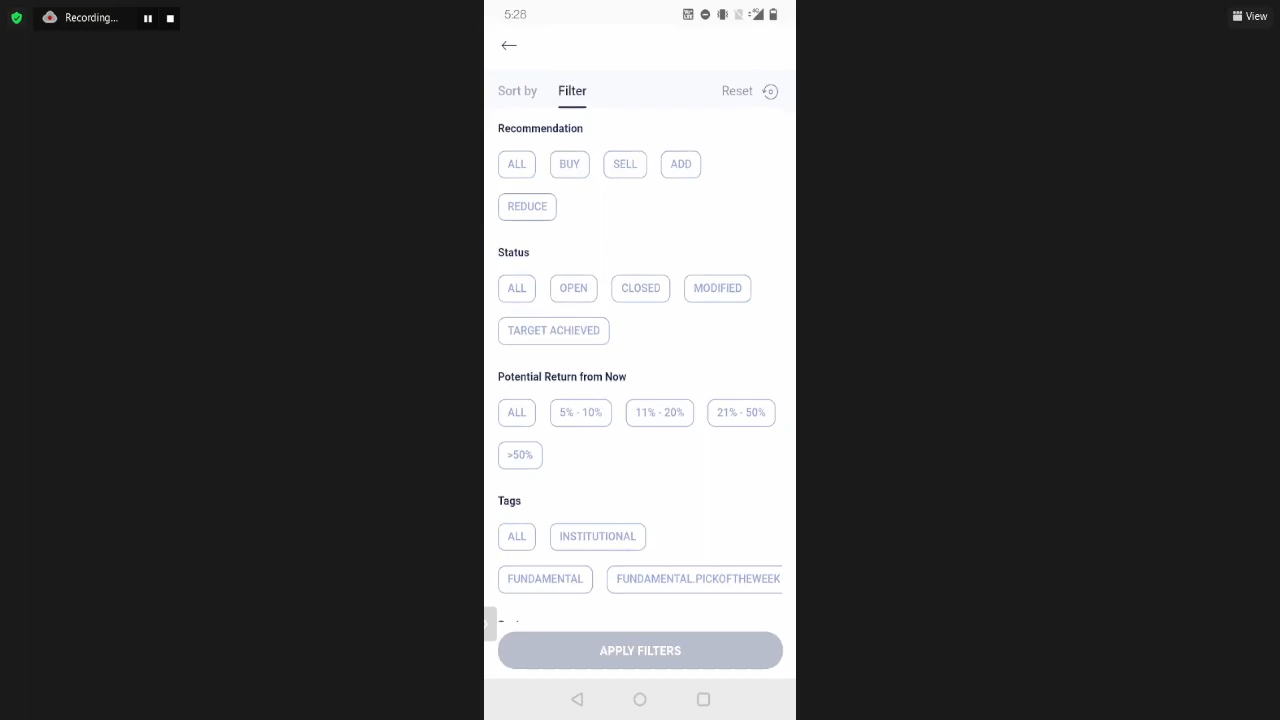 Recording...
View
5:28
Sort by Filter Reset
Recommendation
ALL BUY SELL ADD
REDUCE
Status
ALL OPEN CLOSED MODIFIED
TARGET ACHIEVED
Potential Return from Now
ALL 5% - 10% 11% - 20% 21% - 50%
>50%
Tags
ALL INSTITUTIONAL
FUNDAMENTAL FUNDAMENTAL.PICKOFTHEWEEK
APPLY FILTERS